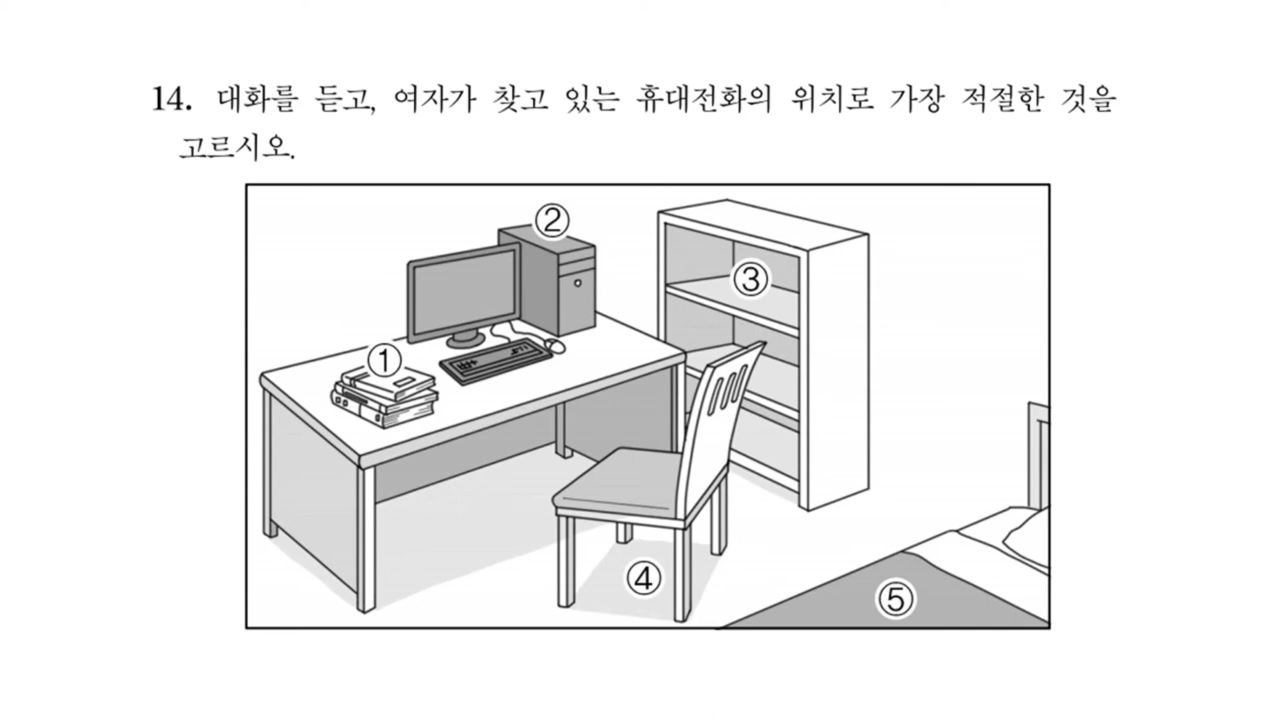 14. 대화를 듣고, 여자가 찾고 있는 휴대전화의 위치로 가장 적절한 것을
고르시오.
②
③
①
④
⑤